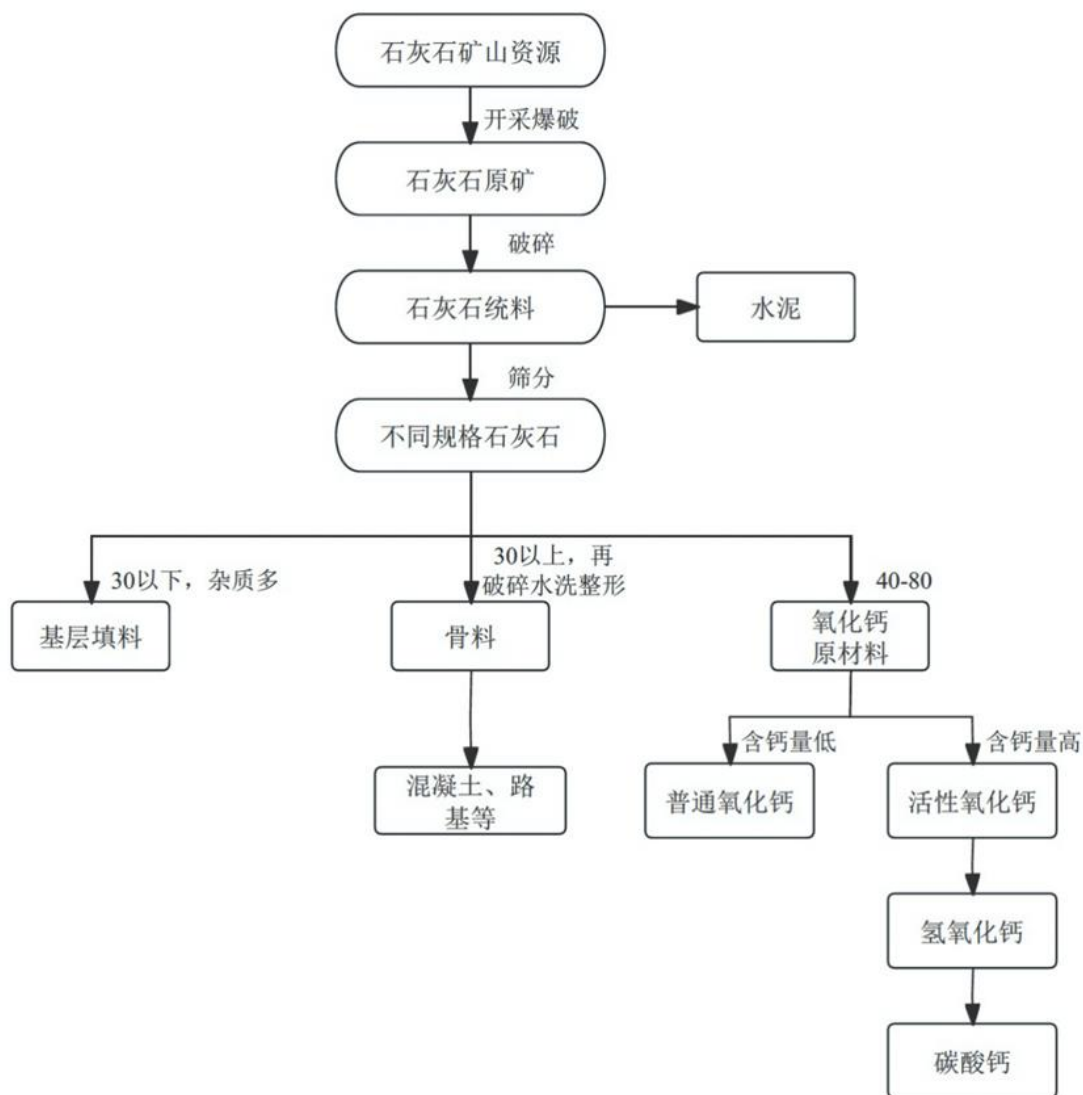 石灰石矿山资源
开采爆破
石灰石原矿
破碎
石灰石统料
水泥
筛分
不同规格石灰石
30以下，杂质多
30以上，再
破碎水洗整形
40-80
基层填料
骨料
氧化钙
原材料
含钙量低
含钙量高
混凝土、路
基等
普通氧化钙
活性氧化钙
氢氧化钙
碳酸钙